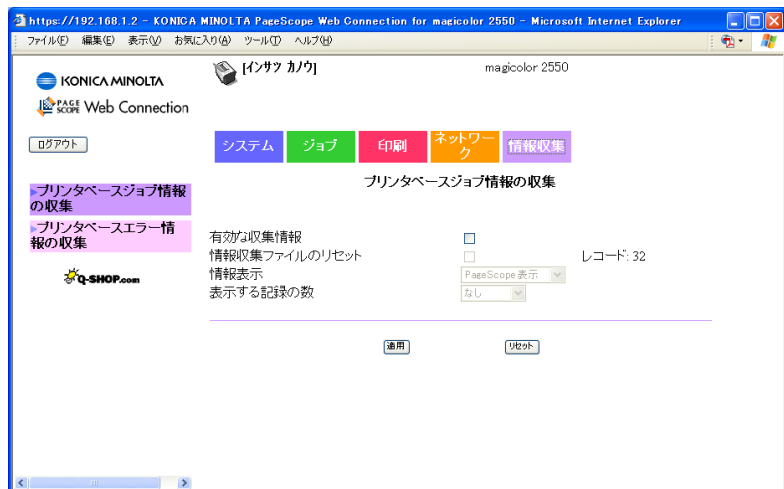 https://192.168.1.2 - KONICA MINOLTA PageScope Web Connection for magicolor 2550 - Microsoft Internet Explorer
ファイル(F) 編集(E) 表示(V) お気に入り(A) ツール(T) ヘルプ(H)
KONICA MINOLTA
[インサツ カノウ]
magicolor 2550
PAGE SCOPE Web Connection
ログアウト
システム ジョブ 印刷 ネットワーク 情報収集
プリンタベースジョブ情報の収集
プリンタベースエラー情報の収集
Q-SHOP.com
プリンタベースジョブ情報の収集
有効な収集情報
情報収集ファイルのリセット レコード: 32
情報表示 PageScope 表示
表示する記録の数 なし
適用 リセット